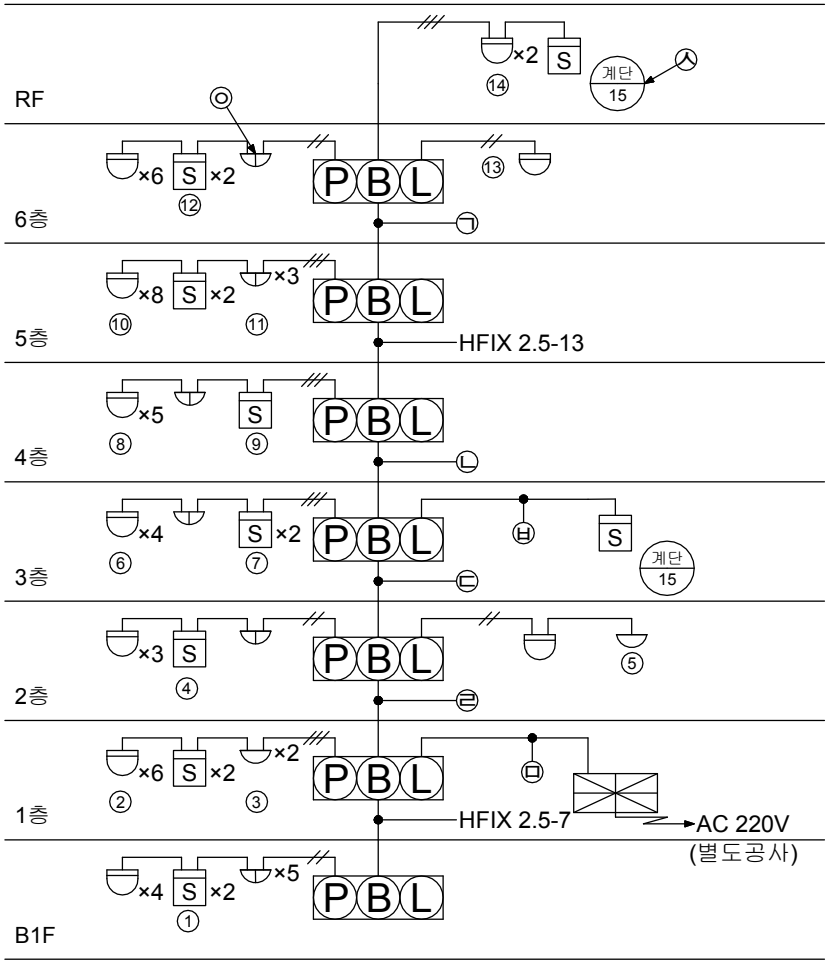 ×2 S
⑭
계단
15
㉦
RF
◎
×6 S ×2
⑫
P B L
⑬
6층
㉠
×8 S ×2 ×3
⑩ ⑪
P B L
5층
HFIX 2.5-13
×5 S
⑧ ⑨
P B L
4층
㉡
×4 S ×2
⑥ ⑦
P B L
㉥
S
계단
15
3층
㉢
×3 S
④
P B L
⑤
2층
㉣
×6 S ×2 ×2
② ③
P B L
㉤
1층
HFIX 2.5-7
AC 220V
(별도공사)
×4 S ×2 ×5
①
P B L
B1F